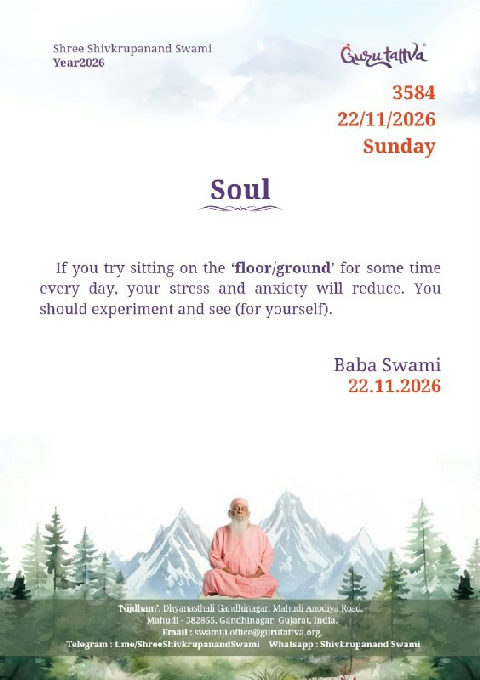 Shree Shivkrupanand Swami
Year2026
Gurutattva
3584
22/11/2026
Sunday
Soul
If you try sitting on the ‘floor/ground’ for some time
every day, your stress and anxiety will reduce. You
should experiment and see (for yourself).
Baba Swami
22.11.2026
'Nijdham', Dhyanasthali Gandhinagar, Mahudi Anodiya Road,
Mahudi - 382855, Gandhinagar, Gujarat, India.
Email : swamiji.office@gurutattva.org,
Telegram : t.me/ShreeShivkrupanandSwami Whatsapp : Shivkrupanand Swami